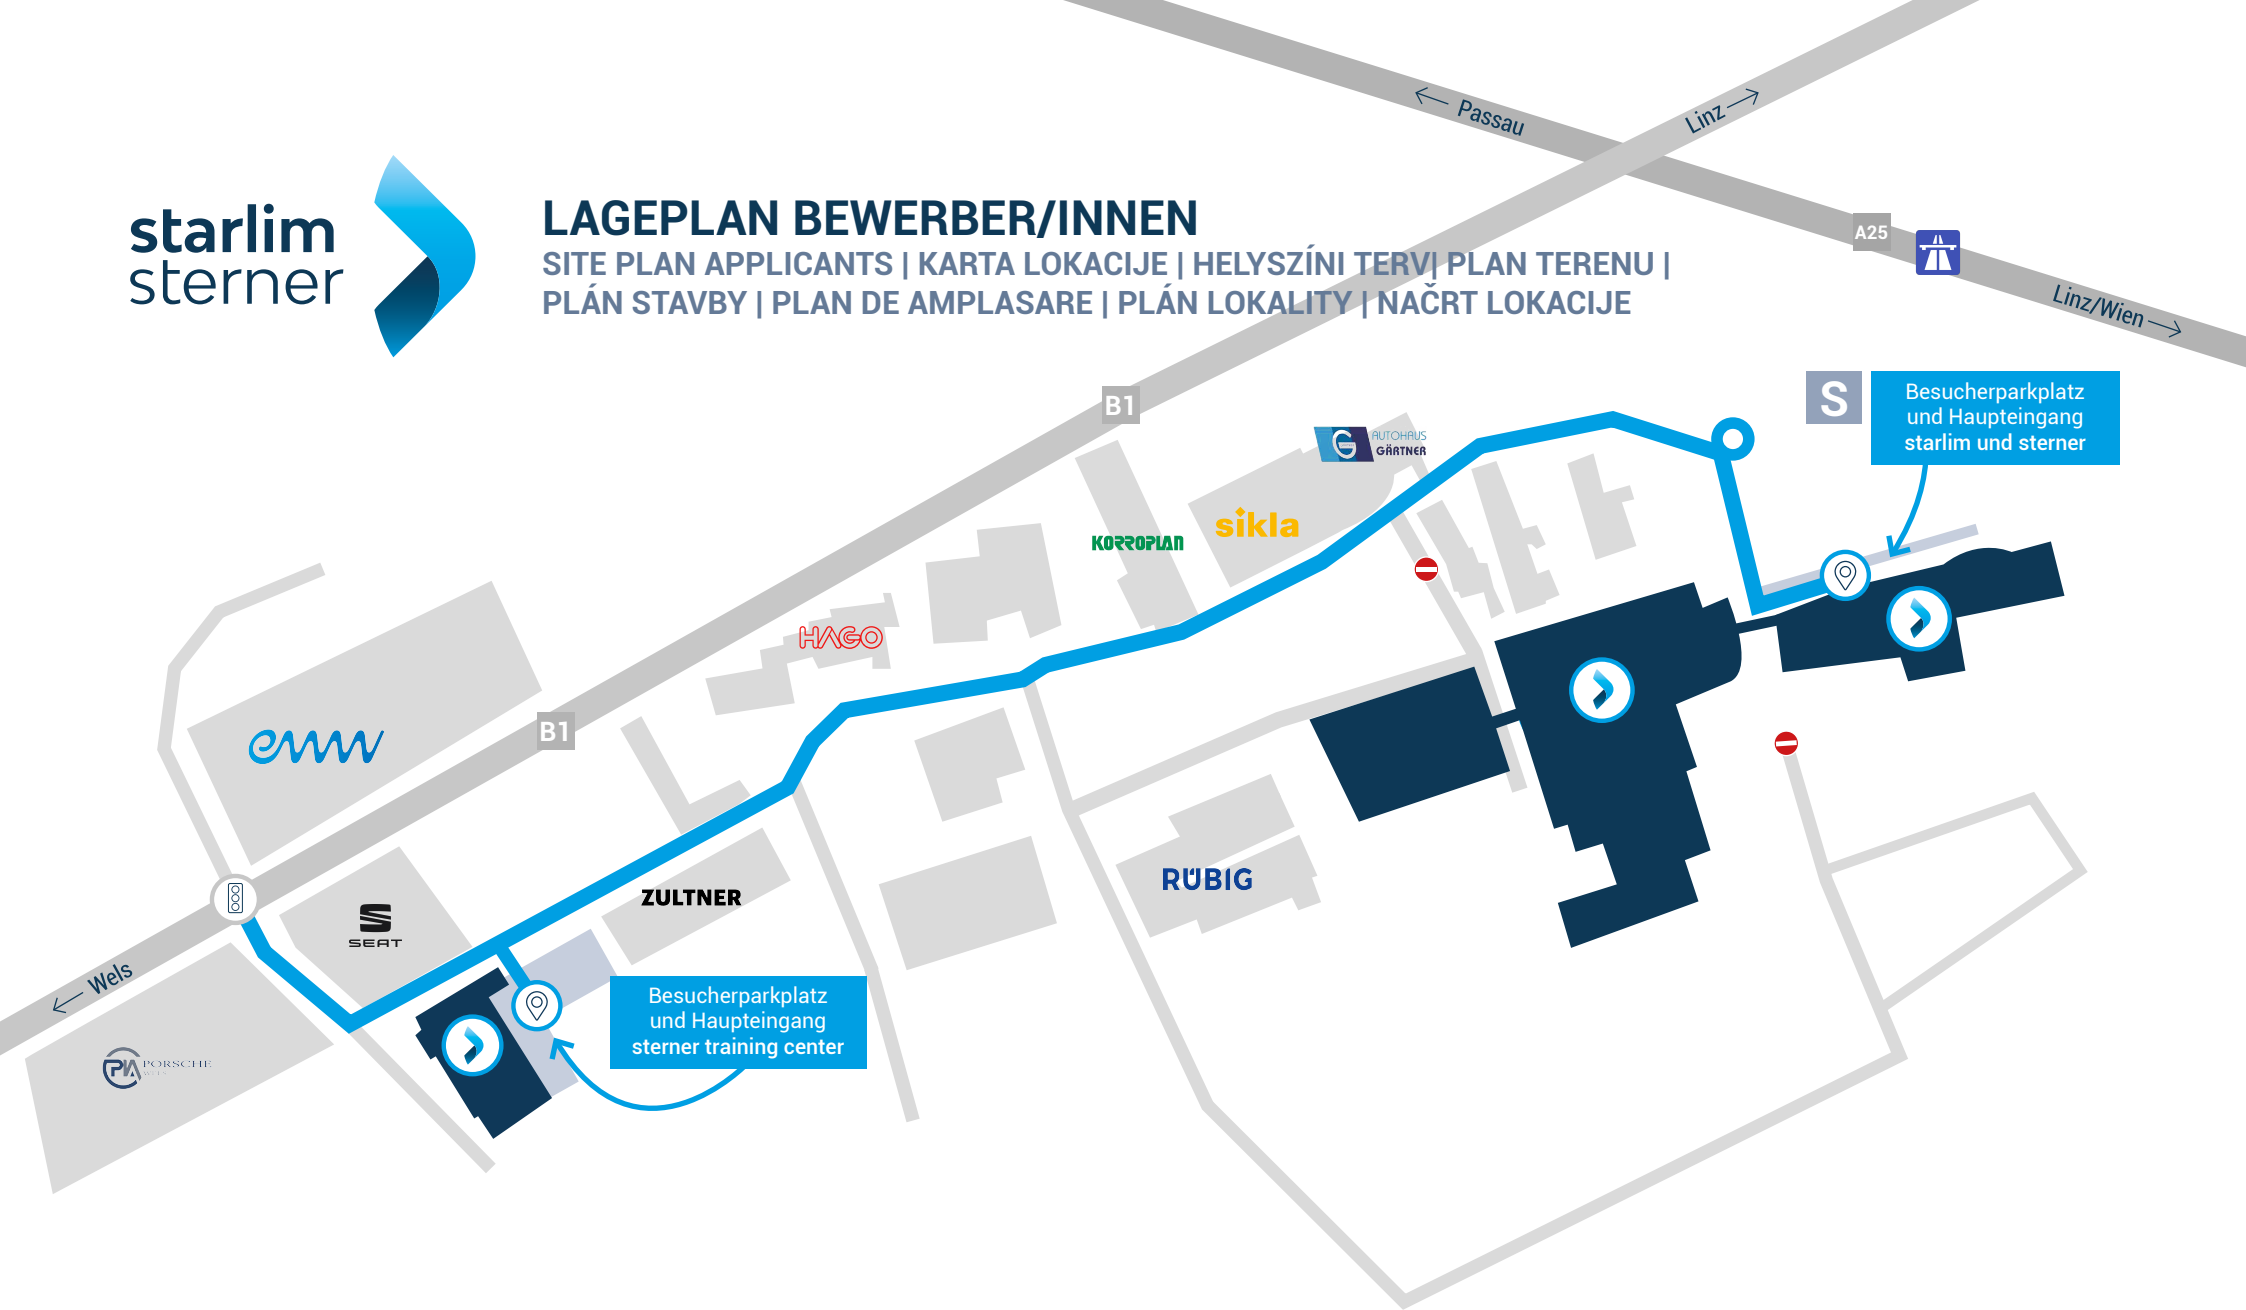 Passau
Linz
starlim
sterner
LAGEPLAN BEWERBER/INNEN
SITE PLAN APPLICANTS | KARTA LOKACIJE | HELYSZÍNI TERV| PLAN TERENU |
PLÁN STAVBY | PLAN DE AMPLASARE | PLÁN LOKALITY | NAČRT LOKACIJE
A25
Linz/Wien
B1
S
Besucherparkplatz
und Haupteingang
starlim und sterner
AUTOHAUS
GÄRTNER
sikla
KORROPLAN
HAGO
eww
B1
ZULTNER
RÜBIG
SEAT
Wels
PIA PORSCHE
Besucherparkplatz
und Haupteingang
sterner training center